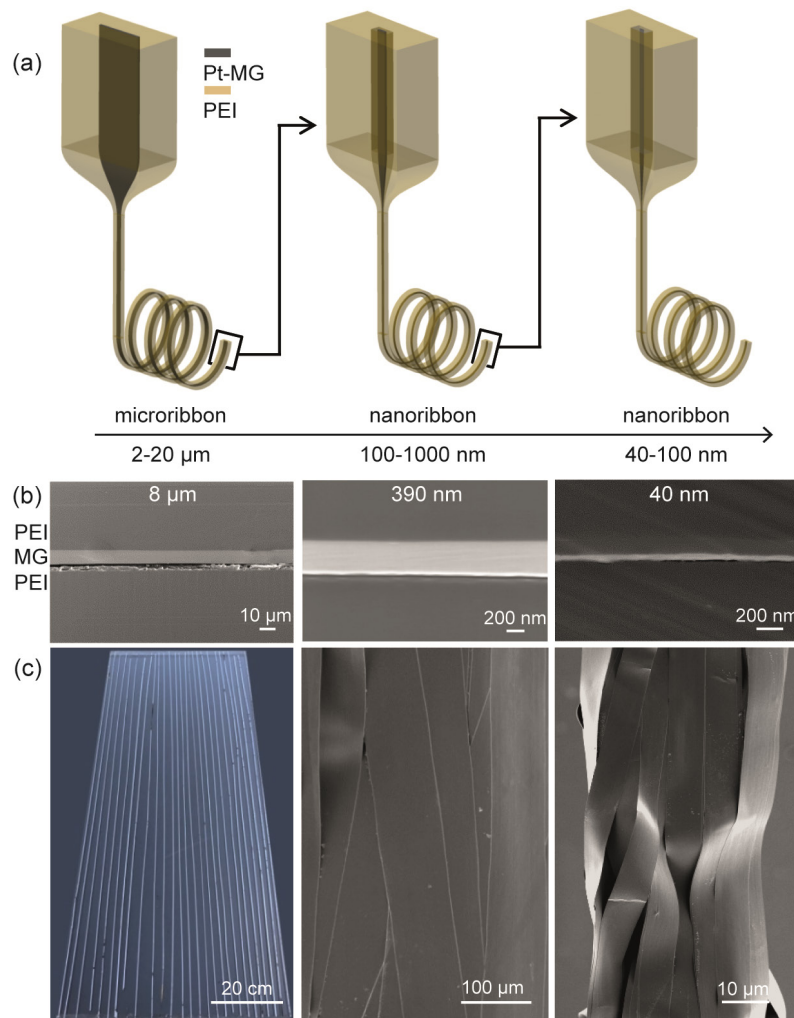 (a)
Pt-MG
PEI
microribbon
nanoribbon
nanoribbon
2-20 µm
100-1000 nm
40-100 nm
(b)
8 µm
390 nm
40 nm
PEI
MG
PEI
10 µm
200 nm
200 nm
(c)
20 cm
100 µm
10 µm